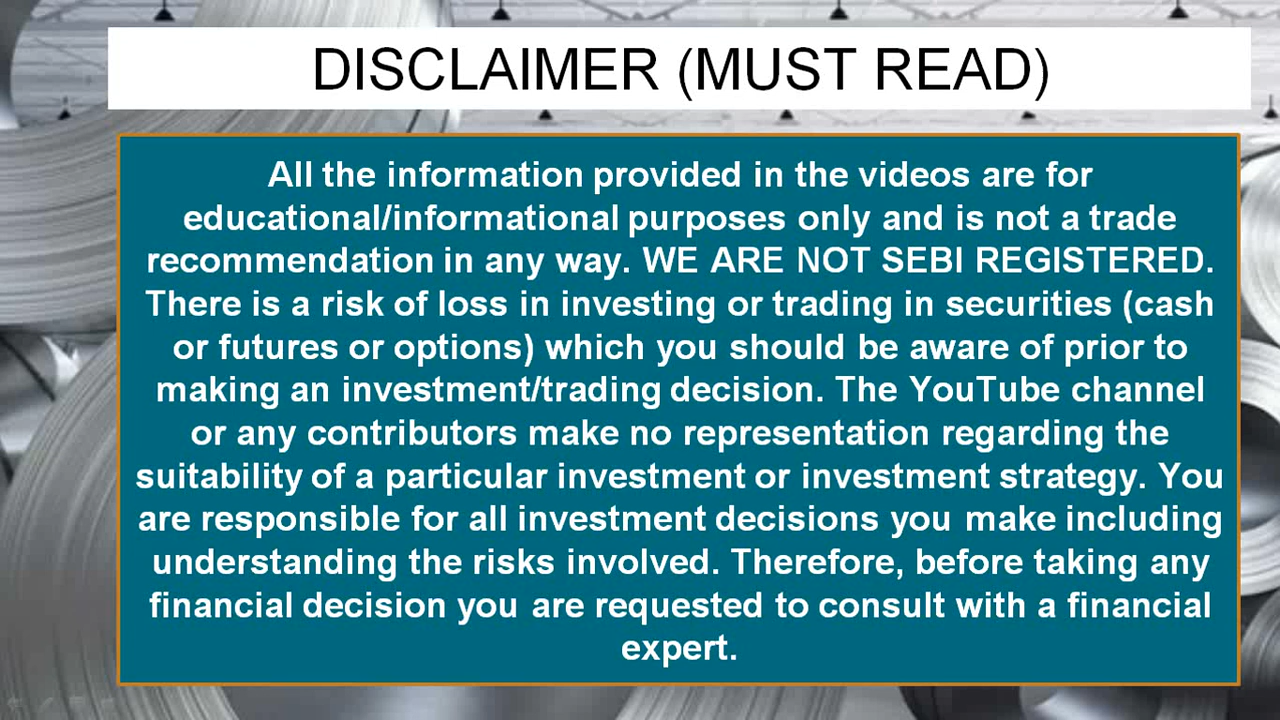 DISCLAIMER (MUST READ)
All the information provided in the videos are for
educational/informational purposes only and is not a trade
recommendation in any way. WE ARE NOT SEBI REGISTERED.
There is a risk of loss in investing or trading in securities (cash
or futures or options) which you should be aware of prior to
making an investment/trading decision. The YouTube channel
or any contributors make no representation regarding the
suitability of a particular investment or investment strategy. You
are responsible for all investment decisions you make including
understanding the risks involved. Therefore, before taking any
financial decision you are requested to consult with a financial
expert.